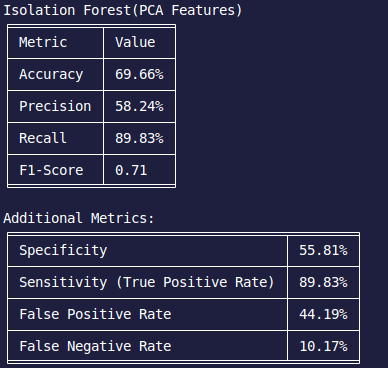 Isolation Forest(PCA Features)
Metric Value
Accuracy 69.66%
Precision 58.24%
Recall 89.83%
F1-Score 0.71
Additional Metrics:
Specificity 55.81%
Sensitivity (True Positive Rate) 89.83%
False Positive Rate 44.19%
False Negative Rate 10.17%